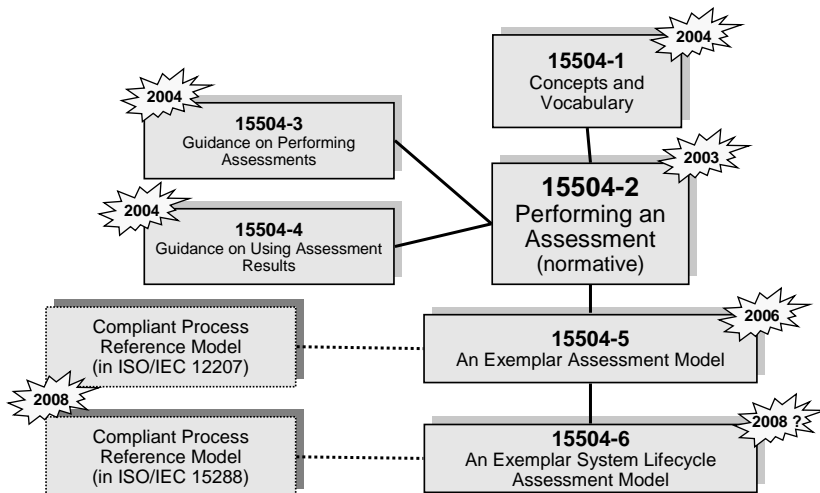 2004
15504-1
Concepts and
Vocabulary
2004
15504-3
Guidance on Performing
Assessments
2003
15504-2
Performing an
Assessment
(normative)
2004
15504-4
Guidance on Using Assessment
Results
Compliant Process
Reference Model
(in ISO/IEC 12207)
2006
15504-5
An Exemplar Assessment Model
2008
Compliant Process
Reference Model
(in ISO/IEC 15288)
2008 ?
15504-6
An Exemplar System Lifecycle
Assessment Model